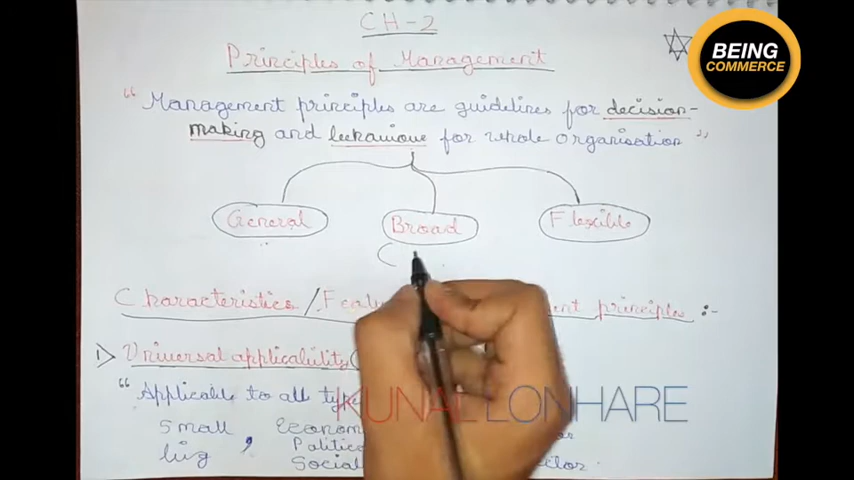 CH-2
Principles of Management
BEING
COMMERCE
“ Management principles are guidelines for decision-
making and behaviour for whole organisation ”
General Broad Flexible
(
Characteristics / principles :-
1> Universal applicability (
“ Applicable to all
Small
big ,
Social
KUNAL LONHARE